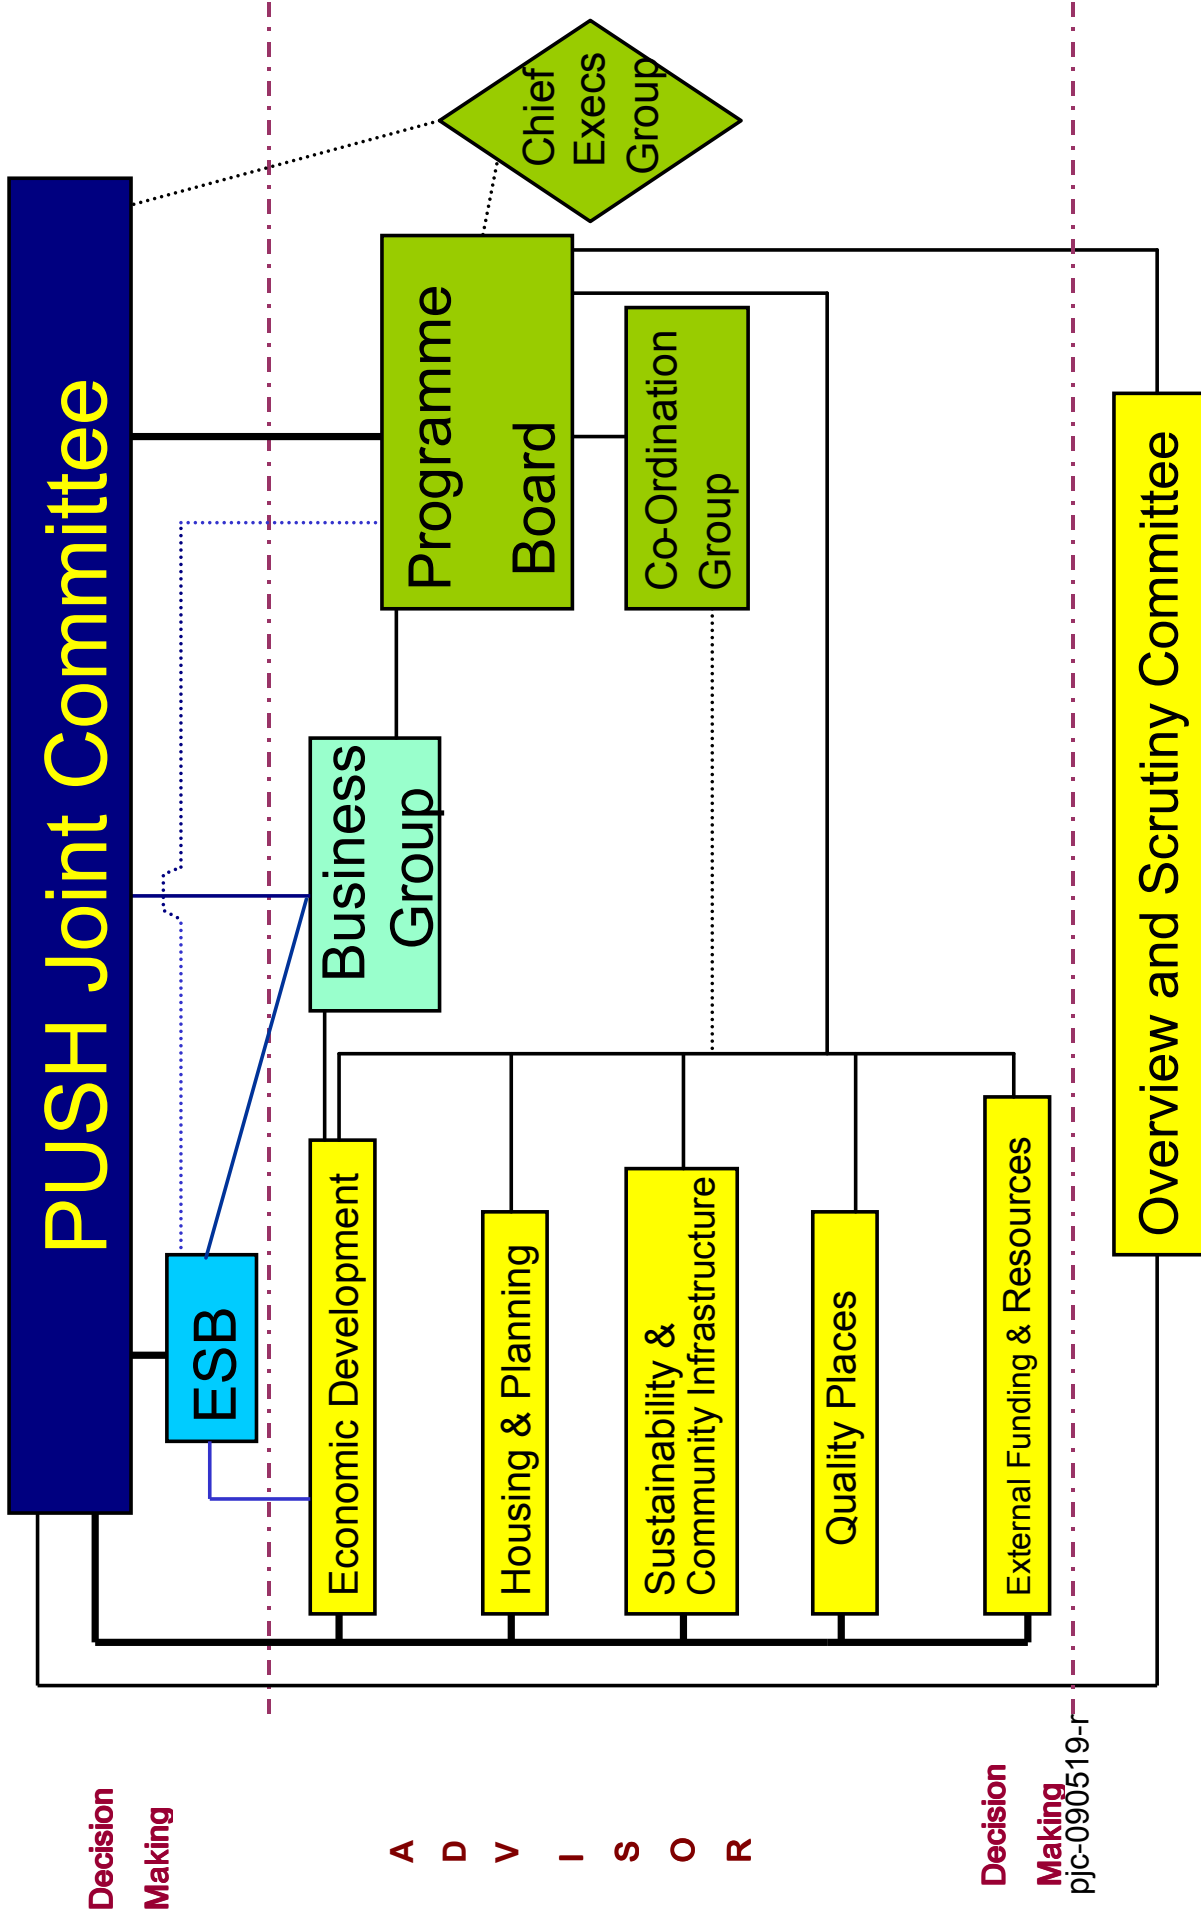 PUSH Joint Committee
Decision
Making
ESB
Chief
Execs
Group
Programme
Board
Business
Group
Co-Ordination
Group
Economic Development
Housing & Planning
Sustainability &
Community Infrastructure
Quality Places
External Funding & Resources
A
D
V
I
S
O
R
Decision
Making
pjc-090519-r
Overview and Scrutiny Committee